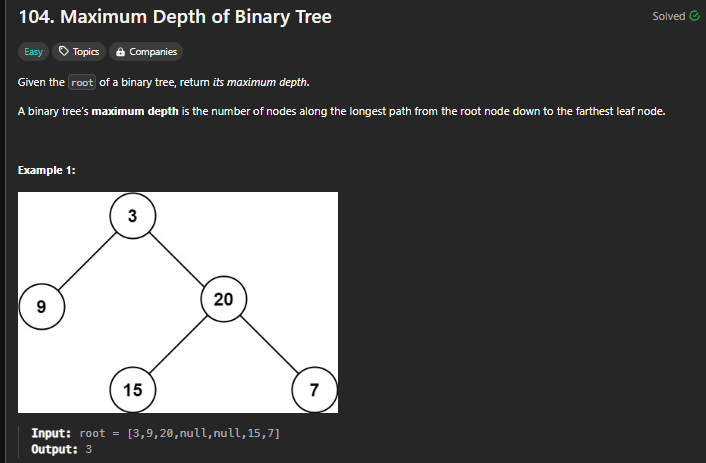 104. Maximum Depth of Binary Tree
Solved
Easy Topics Companies
Given the root of a binary tree, return its maximum depth.
A binary tree's maximum depth is the number of nodes along the longest path from the root node down to the farthest leaf node.
Example 1:
3
9
20
15
7
Input: root = [3,9,20,null,null,15,7]
Output: 3